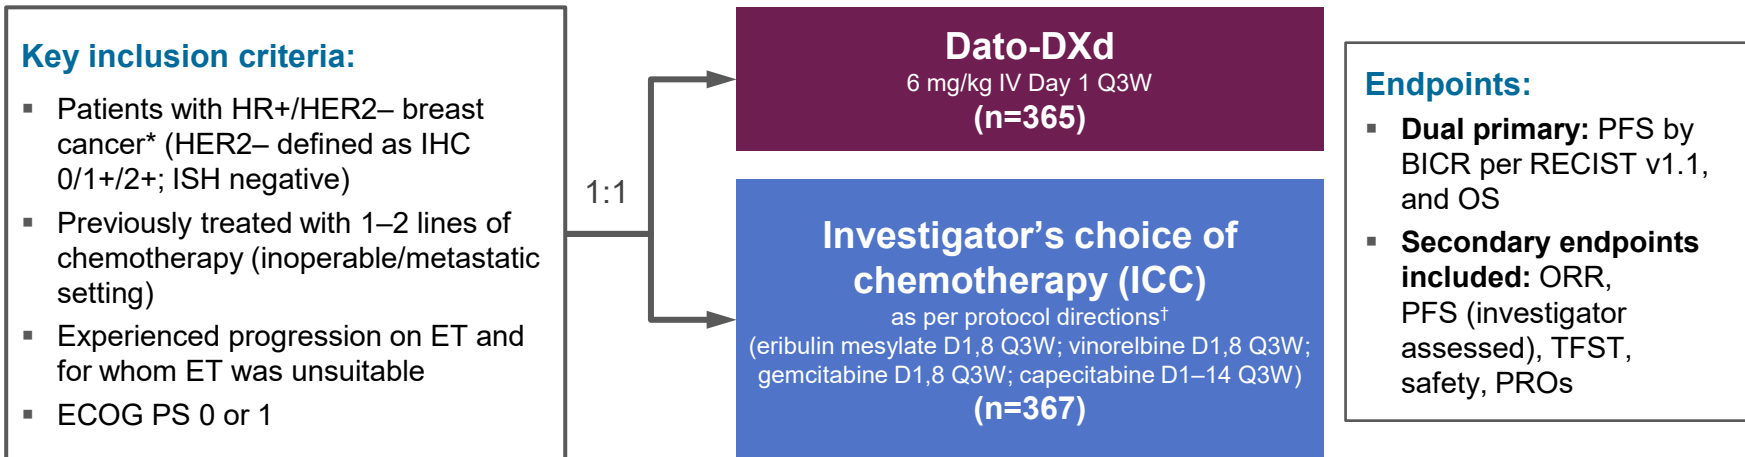 Key inclusion criteria:
▪ Patients with HR+/HER2– breast
cancer* (HER2– defined as IHC
0/1+/2+; ISH negative)
▪ Previously treated with 1–2 lines of
chemotherapy (inoperable/metastatic
setting)
▪ Experienced progression on ET and
for whom ET was unsuitable
▪ ECOG PS 0 or 1
1:1
Dato-DXd
6 mg/kg IV Day 1 Q3W
(n=365)
Investigator’s choice of
chemotherapy (ICC)
as per protocol directions†
(eribulin mesylate D1,8 Q3W; vinorelbine D1,8 Q3W;
gemcitabine D1,8 Q3W; capecitabine D1–14 Q3W)
(n=367)
Endpoints:
▪ Dual primary: PFS by
BICR per RECIST v1.1,
and OS
▪ Secondary endpoints
included: ORR,
PFS (investigator
assessed), TFST,
safety, PROs